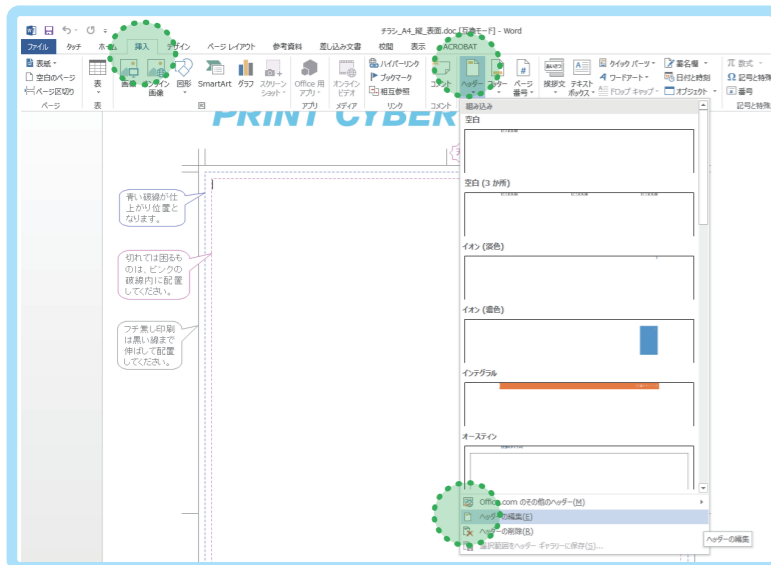 チラシ_A4_縦_表面.doc [互換モード] - Word
ファイル タッチ ホーム 挿入 デザイン ページ レイアウト 参考資料 差し込み文書 校閲 表示 ACROBAT
表紙
空白のページ
ページ区切り
表
画像 オンライン画像 図形 SmartArt グラフ スクリーンショット
Office 用アプリ
オンラインビデオ
ハイパーリンク
ブックマーク
相互参照
コメント
ヘッダー フッター ページ番号
挨拶文 テキストボックス
クイック パーツ
ワードアート
ドロップ キャップ
署名欄
日付と時刻
オブジェクト
数式
記号と特殊
番号
ページ 表 図 アプリ メディア リンク コメント 記号と特殊
PRINT CYBER
青い破線が仕
上がり位置と
なります。
切れては困るも
のは、ピンクの
破線内に配置
してください。
フチ無し印刷
は黒い線まで
伸ばして配置
してください。
組み込み
空白
空白 (3 か所)
イオン (淡色)
イオン (濃色)
インテグラル
オースティン
Office.com のその他のヘッダー(M)
ヘッダーの編集(E)
ヘッダーの削除(R)
選択範囲をヘッダー ギャラリーに保存(S)...
ヘッダーの編集